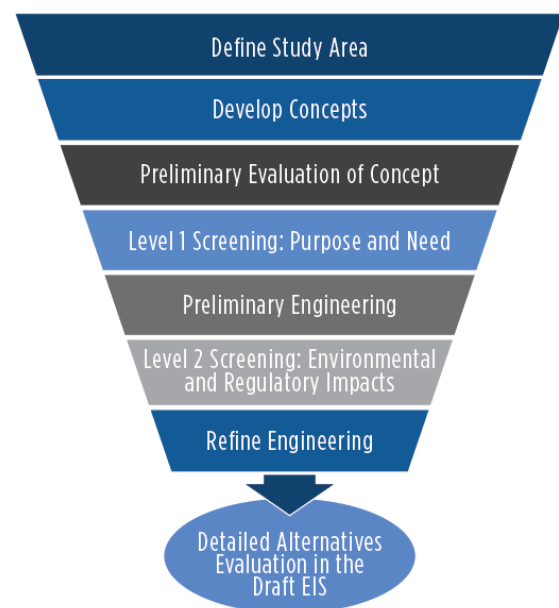 Define Study Area
Develop Concepts
Preliminary Evaluation of Concept
Level 1 Screening: Purpose and Need
Preliminary Engineering
Level 2 Screening: Environmental
and Regulatory Impacts
Refine Engineering
Detailed Alternatives
Evaluation in the
Draft EIS